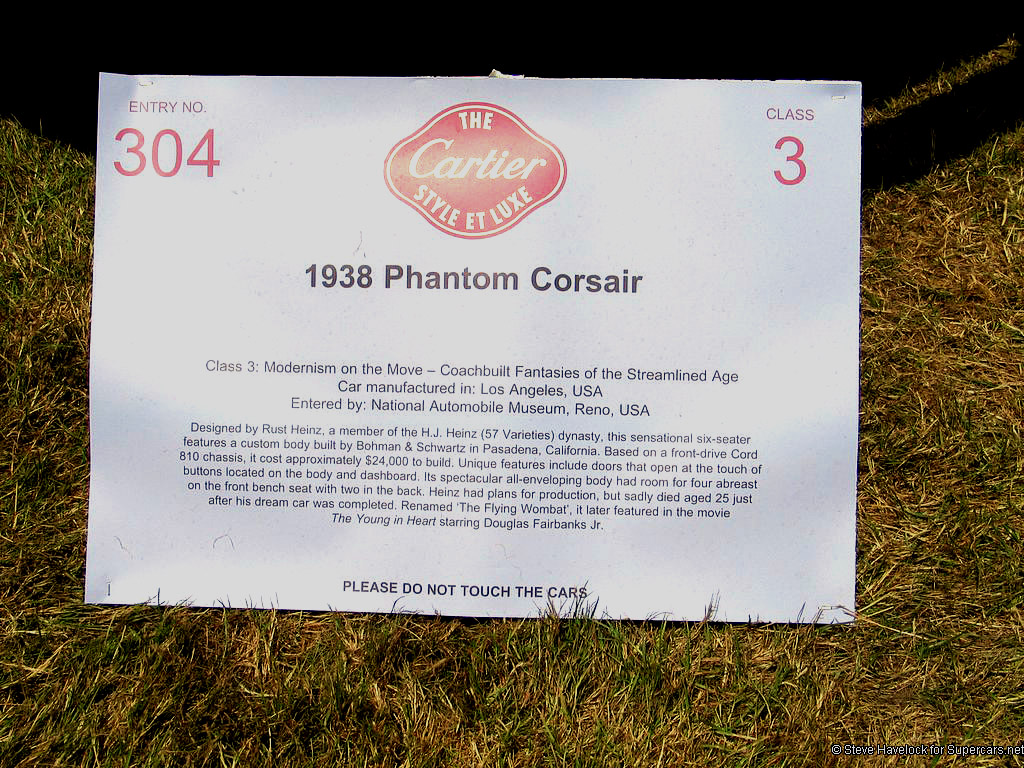 ENTRY NO.
304
THE
Cartier
STYLE ET LUXE
CLASS
3
1938 Phantom Corsair
Class 3: Modernism on the Move – Coachbuilt Fantasies of the Streamlined Age
Car manufactured in: Los Angeles, USA
Entered by: National Automobile Museum, Reno, USA
Designed by Rust Heinz, a member of the H.J. Heinz (57 Varieties) dynasty, this sensational six-seater
features a custom body built by Bohman & Schwartz in Pasadena, California. Based on a front-drive Cord
810 chassis, it cost approximately $24,000 to build. Unique features include doors that open at the touch of
buttons located on the body and dashboard. Its spectacular all-enveloping body had room for four abreast
on the front bench seat with two in the back. Heinz had plans for production, but sadly died aged 25 just
after his dream car was completed. Renamed ‘The Flying Wombat’, it later featured in the movie
The Young in Heart starring Douglas Fairbanks Jr.
PLEASE DO NOT TOUCH THE CARS
© Steve Havelock for Supercars.net